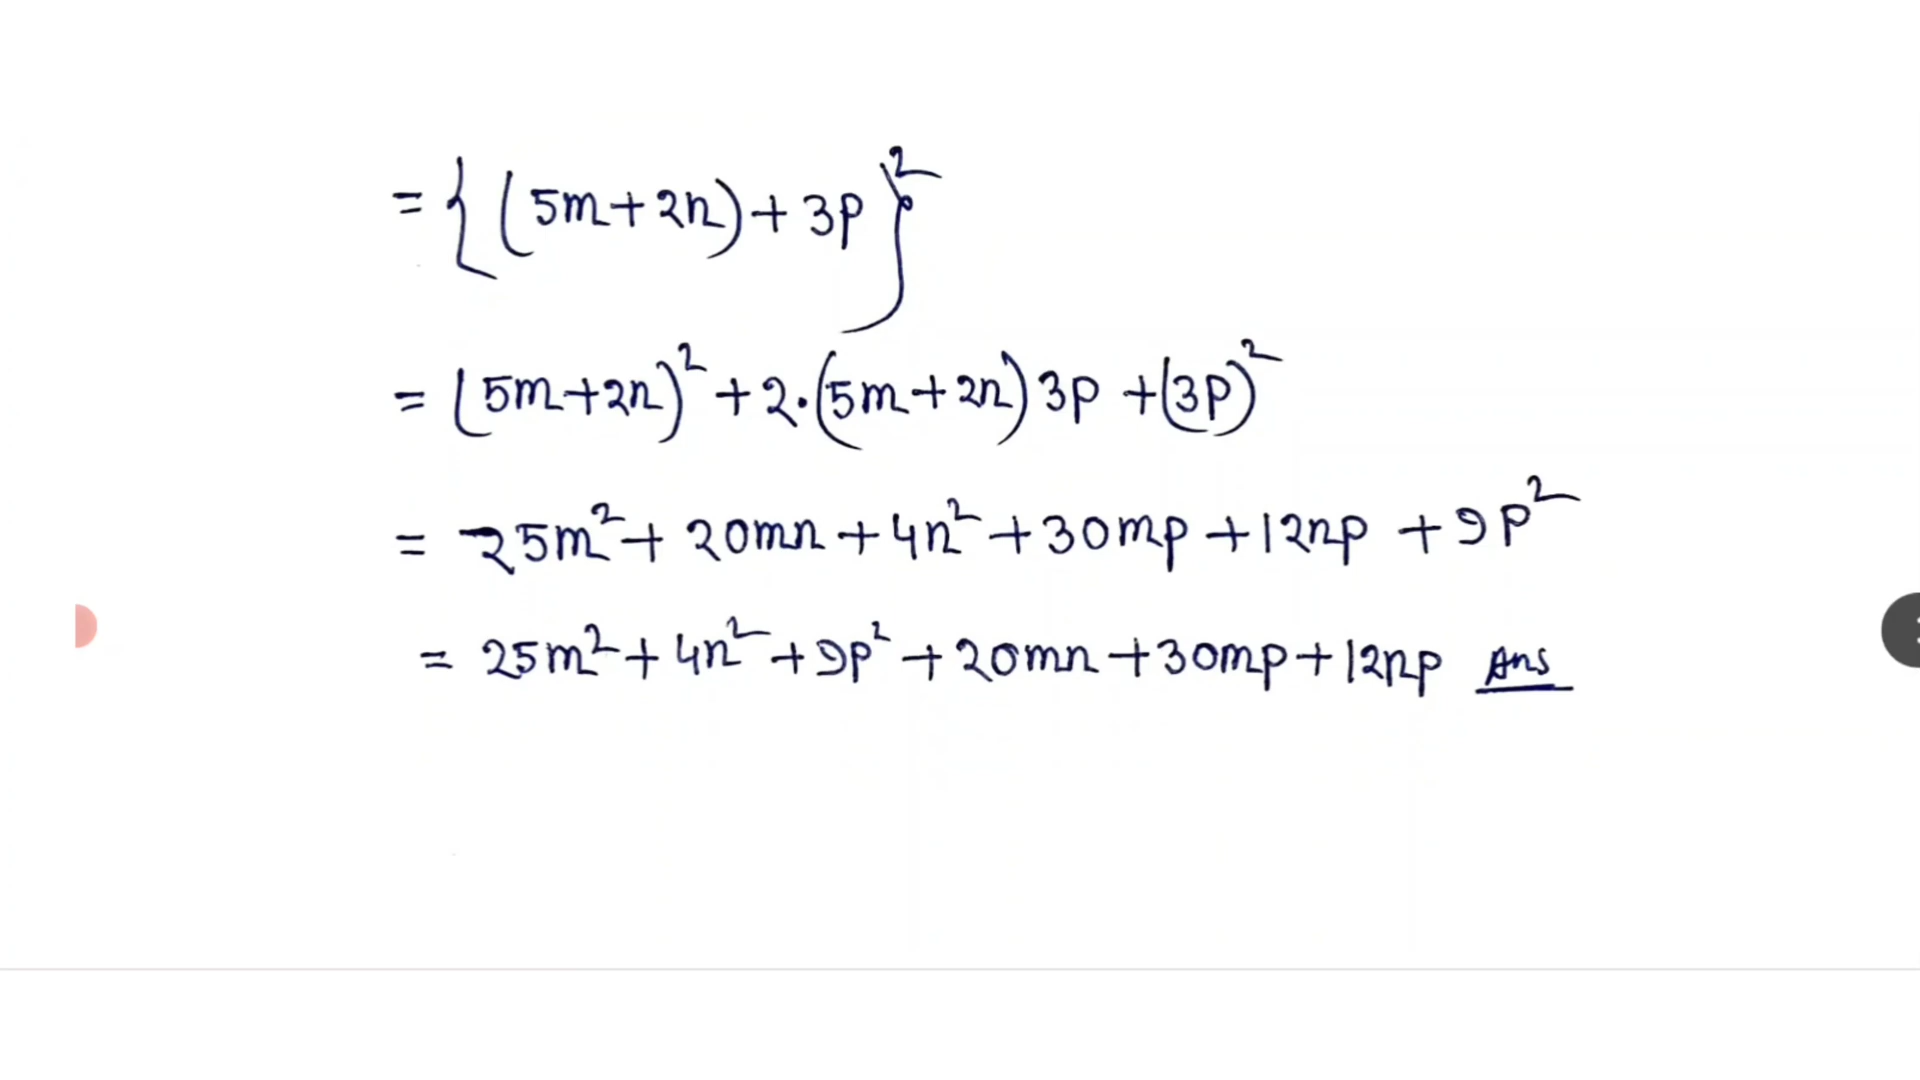 = {(5m+2n)+3p}²
= (5m+2n)² +2.(5m+2n)3p +(3p)²
= 25m²+ 20mn+4n² +30mp+12np +9p²
= 25m²+4n²+9p² +20mn+30mp+12np Ans